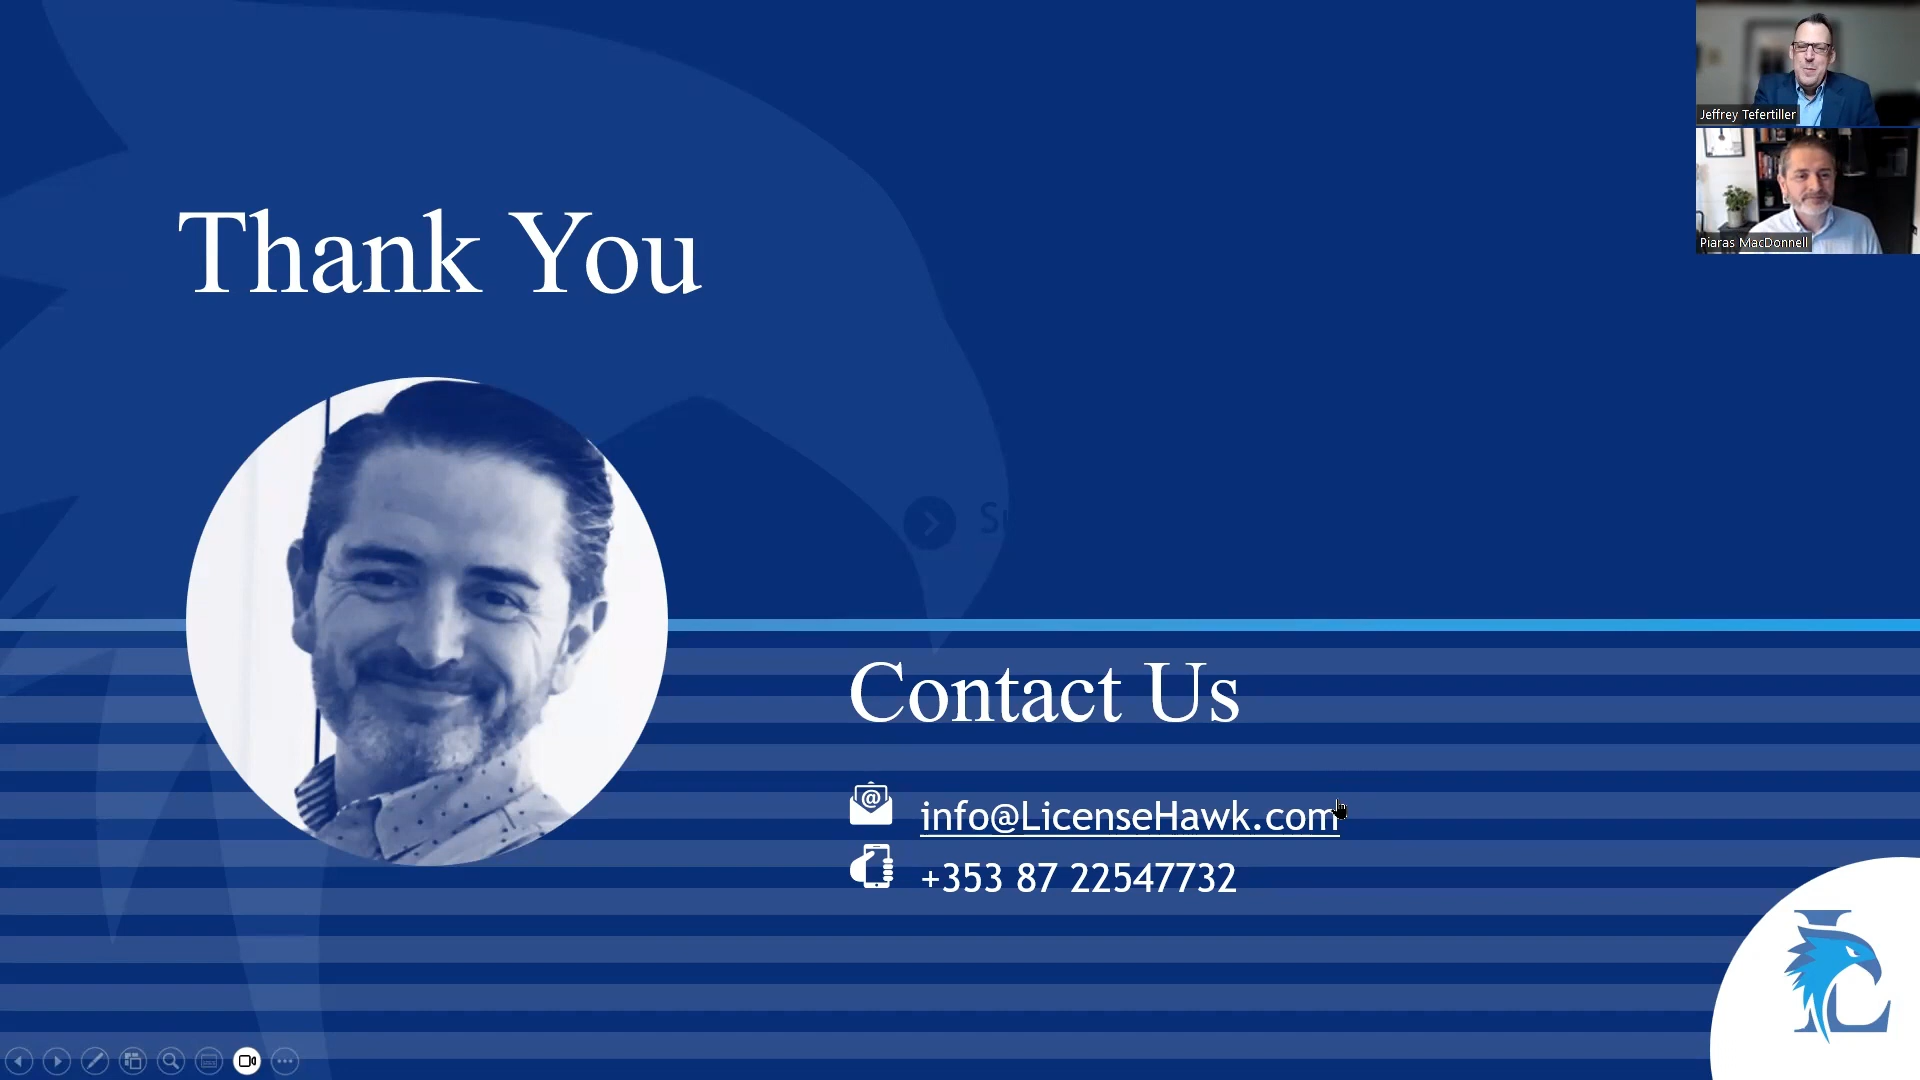 Jeffrey Tefertiller
Piaras MacDonnell
Thank You
Contact Us
info@LicenseHawk.com
+353 87 22547732